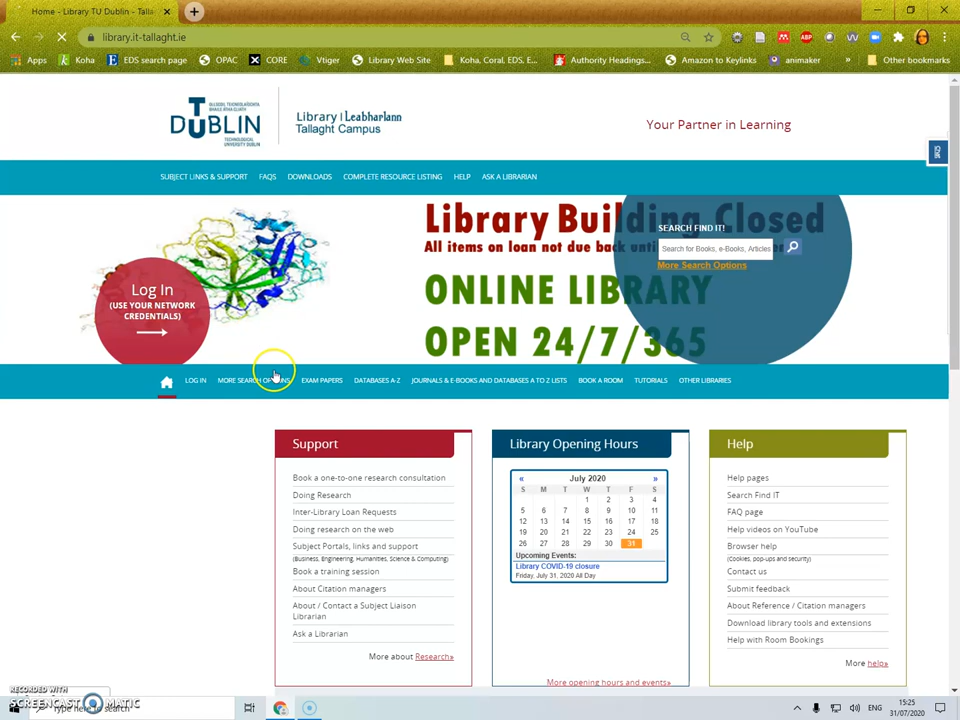 Home - Library TU Dublin - Talla
library.it-tallaght.ie
Apps
Koha
EDS search page
OPAC
CORE
Vtiger
Library Web Site
Koha, Coral, EDS, E...
Authority Headings...
Amazon to Keylinks
animaker
»
Other bookmarks
ABP
OLLSCOIL TEICNEOLAÍOCHTA
BHAILE ÁTHA CLIATH
DUBLIN
TECHNOLOGICAL
UNIVERSITY DUBLIN
Library | Leabharlann
Tallaght Campus
Your Partner in Learning
SUBJECT LINKS & SUPPORT
FAQS
DOWNLOADS
COMPLETE RESOURCE LISTING
HELP
ASK A LIBRARIAN
Library Building Closed
All items on loan not due back until
ONLINE LIBRARY
OPEN 24/7/365
SEARCH FIND IT!
Search for Books, e-Books, Articles
More Search Options
Log In
(USE YOUR NETWORK
CREDENTIALS)
LOG IN
MORE SEARCH OPTIONS
EXAM PAPERS
DATABASES A-Z
JOURNALS & E-BOOKS AND DATABASES A TO Z LISTS
BOOK A ROOM
TUTORIALS
OTHER LIBRARIES
Support
Book a one-to-one research consultation
Doing Research
Inter-Library Loan Requests
Doing research on the web
Subject Portals, links and support
(Business, Engineering, Humanities, Science & Computing)
Book a training session
About Citation managers
About / Contact a Subject Liaison
Librarian
Ask a Librarian
More about Research»
Library Opening Hours
« July 2020 »
S M T W T F S
1 2 3 4
5 6 7 8 9 10 11
12 13 14 15 16 17 18
19 20 21 22 23 24 25
26 27 28 29 30 31
Upcoming Events:
Library COVID-19 closure
Friday, July 31, 2020 All Day
More opening hours and events»
Help
Help pages
Search Find IT
FAQ page
Help videos on YouTube
Browser help
(Cookies, pop-ups and security)
Contact us
Submit feedback
About Reference / Citation managers
Download library tools and extensions
Help with Room Bookings
More help»
RECORDED WITH
SCREENCAST MATIC
Type here to search
ENG
15:25
31/07/2020